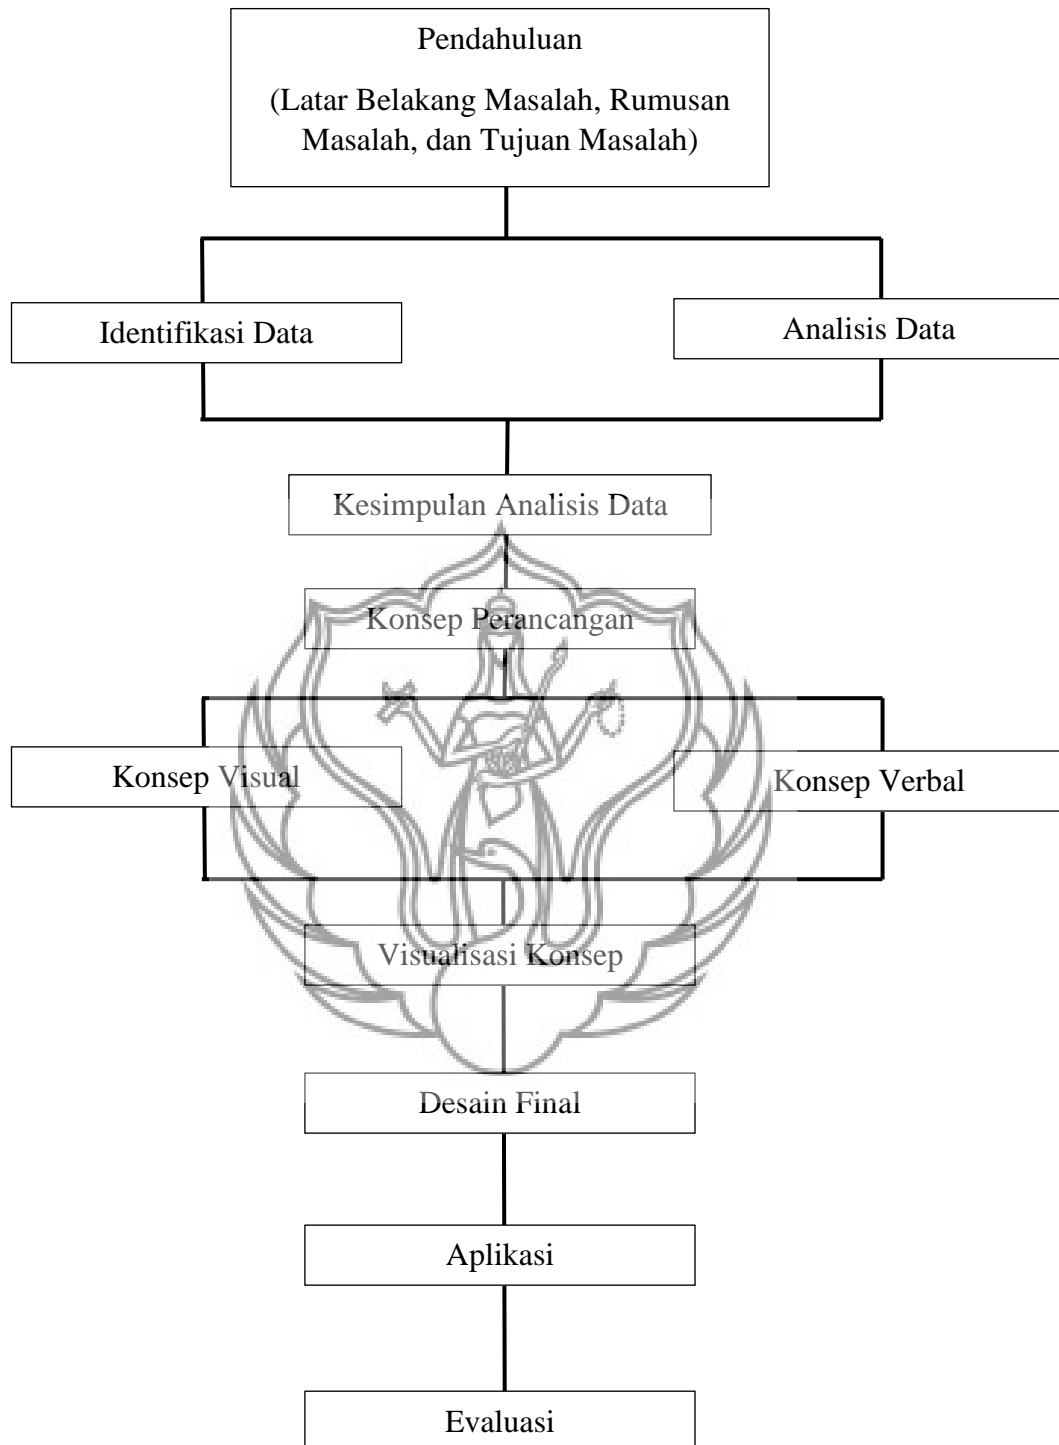 Pendahuluan
(Latar Belakang Masalah, Rumusan
Masalah, dan Tujuan Masalah)
Identifikasi Data
Analisis Data
Kesimpulan Analisis Data
Konsep Perancangan
Konsep Visual
Konsep Verbal
Visualisasi Konsep
Desain Final
Aplikasi
Evaluasi